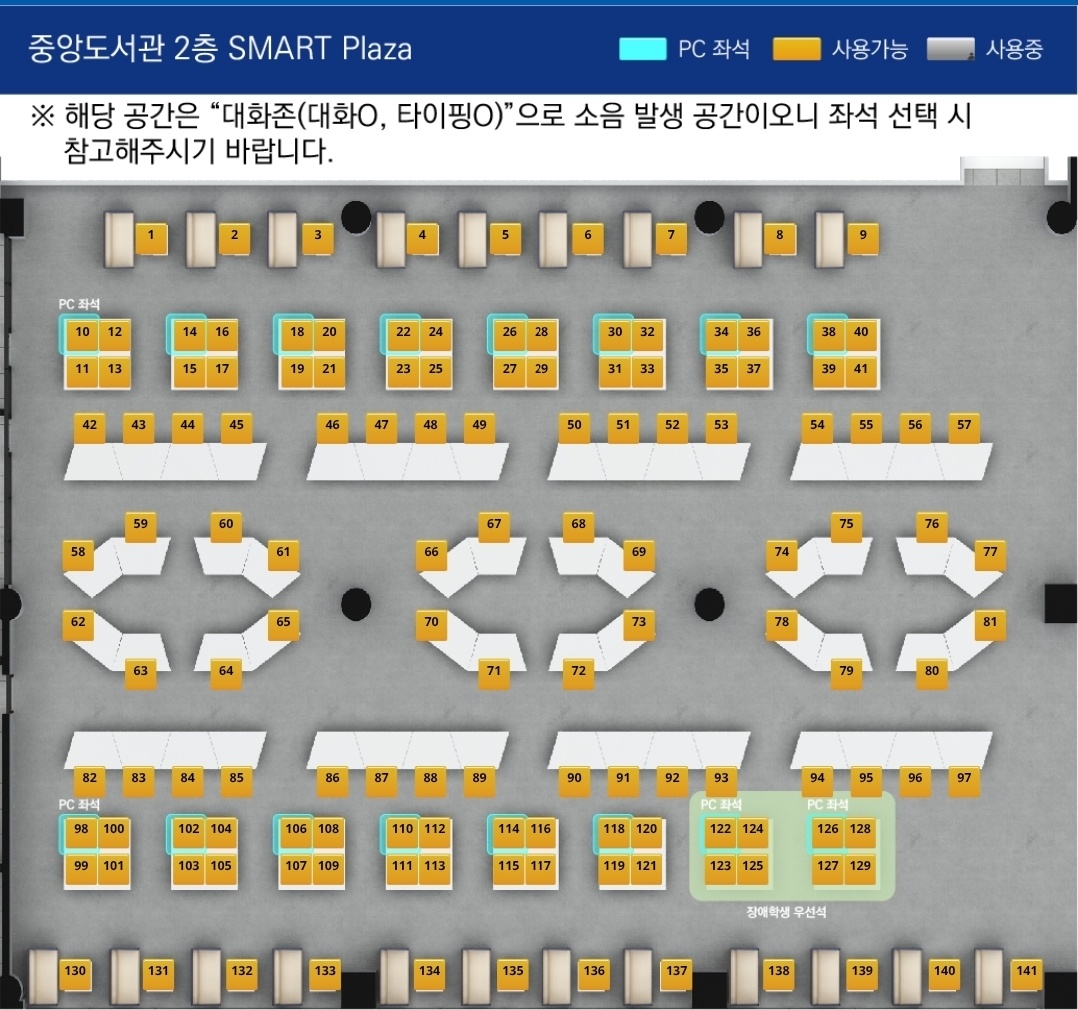 중앙도서관 2층 SMART Plaza
PC 좌석 사용가능 사용중
※ 해당 공간은 “대화존(대화O, 타이핑O)”으로 소음 발생 공간이오니 좌석 선택 시
참고해주시기 바랍니다.
1 2 3 4 5 6 7 8 9
PC 좌석
10 12 14 16 18 20 22 24 26 28 30 32 34 36 38 40
11 13 15 17 19 21 23 25 27 29 31 33 35 37 39 41
42 43 44 45 46 47 48 49 50 51 52 53 54 55 56 57
59 60 67 68 75 76
58 61 66 69 74 77
62 65 70 73 78 81
63 64 71 72 79 80
82 83 84 85 86 87 88 89 90 91 92 93 94 95 96 97
PC 좌석 PC 좌석 PC 좌석
98 100 102 104 106 108 110 112 114 116 118 120 122 124 126 128
99 101 103 105 107 109 111 113 115 117 119 121 123 125 127 129
장애학생 우선석
130 131 132 133 134 135 136 137 138 139 140 141